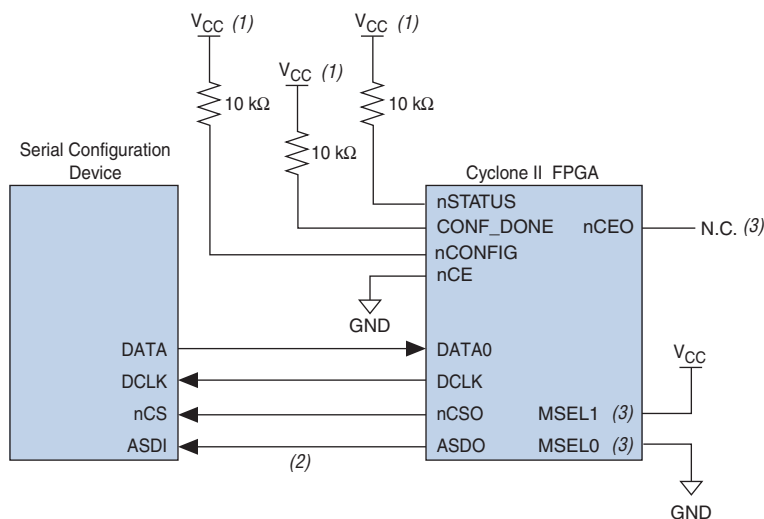 VCC (1)
VCC (1)
VCC (1)
10 kΩ
10 kΩ
10 kΩ
Serial Configuration
Device
Cyclone II FPGA
nSTATUS
CONF_DONE
nCEO
N.C. (3)
nCONFIG
nCE
GND
DATA
DATA0
VCC
DCLK
DCLK
nCS
nCSO
MSEL1 (3)
ASDI
(2)
ASDO
MSEL0 (3)
GND